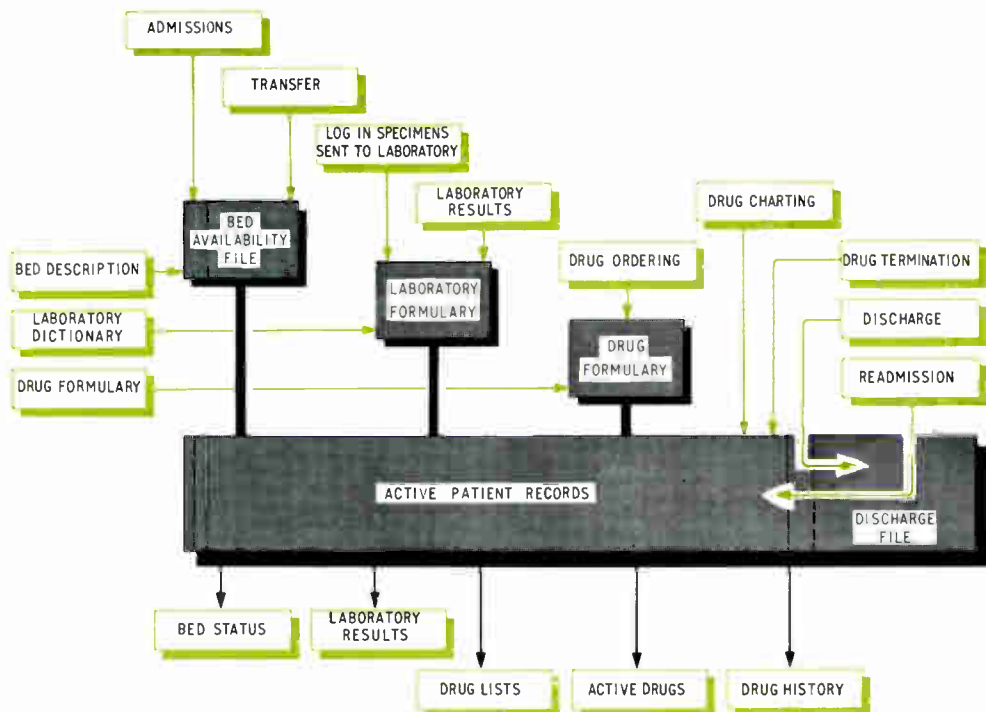 ADMISSIONS
TRANSFER
LOG IN SPECIMENS
SENT TO LABORATORY
LABORATORY
RESULTS
DRUG CHARTING
BED
AVAILABILITY
FILE
BED DESCRIPTION
DRUG ORDERING
DRUG TERMINATION
LABORATORY
FORMULARY
LABORATORY
DICTIONARY
DISCHARGE
DRUG
FORMULARY
DRUG FORMULARY
READMISSION
ACTIVE PATIENT RECORDS
DISCHARGE
FILE
BED STATUS
LABORATORY
RESULTS
DRUG LISTS
ACTIVE DRUGS
DRUG HISTORY